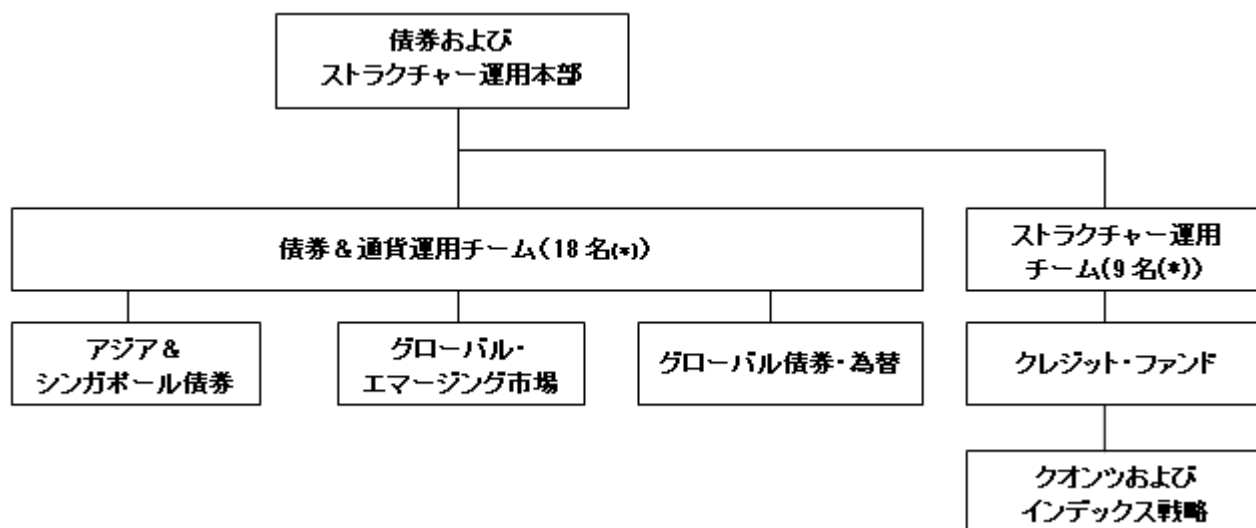 債券および
ストラクチャー運用本部
債券&通貨運用チーム(18名(*))
ストラクチャー運用
チーム(9名(*))
アジア&
シンガポール債券
グローバル・
エマージング市場
グローバル債券・為替
クレジット・ファンド
クオンツおよび
インデックス戦略